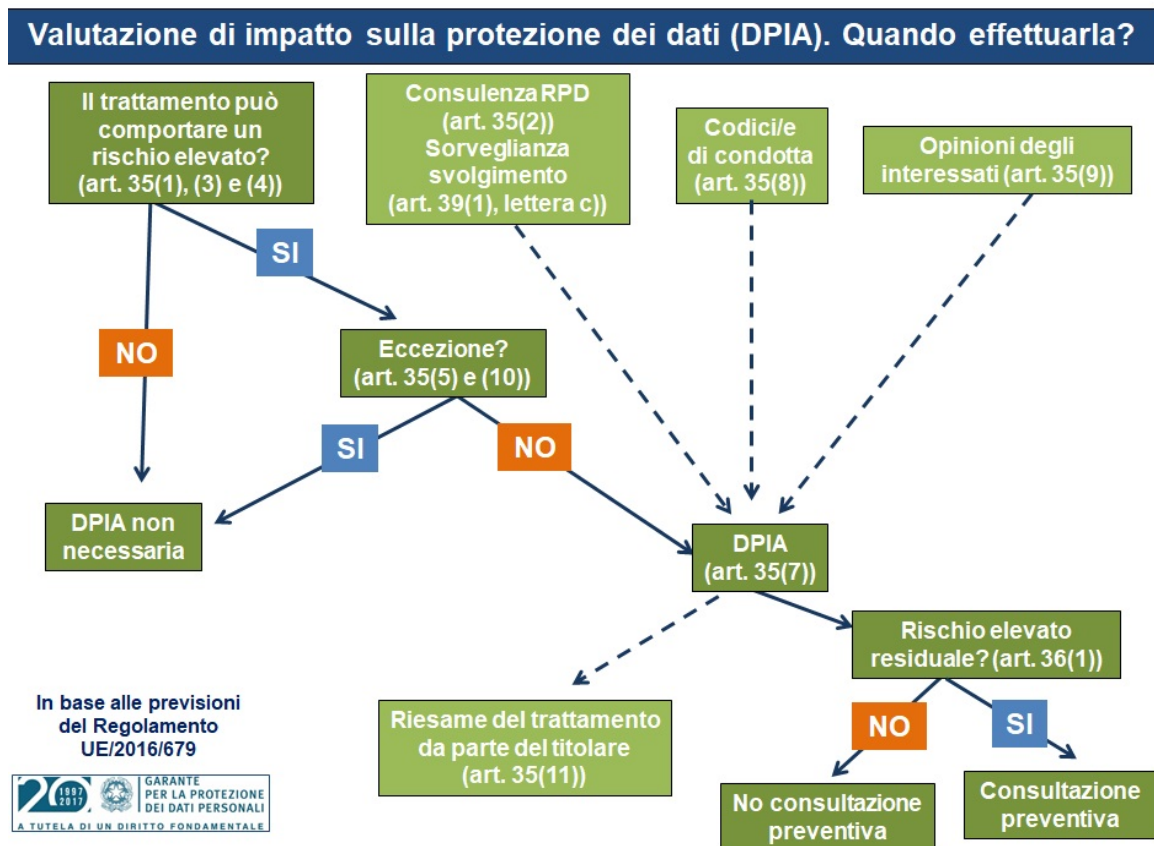 Valutazione di impatto sulla protezione dei dati (DPIA). Quando effettuarla?
Il trattamento può
comportare un
rischio elevato?
(art. 35(1), (3) e (4))
Consulenza RPD
(art. 35(2))
Sorveglianza
svolgimento
(art. 39(1), lettera c))
Codici/e
di condotta
(art. 35(8))
Opinioni degli
interessati (art. 35(9))
SI
NO
Eccezione?
(art. 35(5) e (10))
SI
NO
DPIA non
necessaria
DPIA
(art. 35(7))
Rischio elevato
residuale? (art. 36(1))
In base alle previsioni
del Regolamento
UE/2016/679
Riesame del trattamento
da parte del titolare
(art. 35(11))
NO
SI
No consultazione
preventiva
Consultazione
preventiva
20
1997
2017
GARANTE
PER LA PROTEZIONE
DEI DATI PERSONALI
A TUTELA DI UN DIRITTO FONDAMENTALE